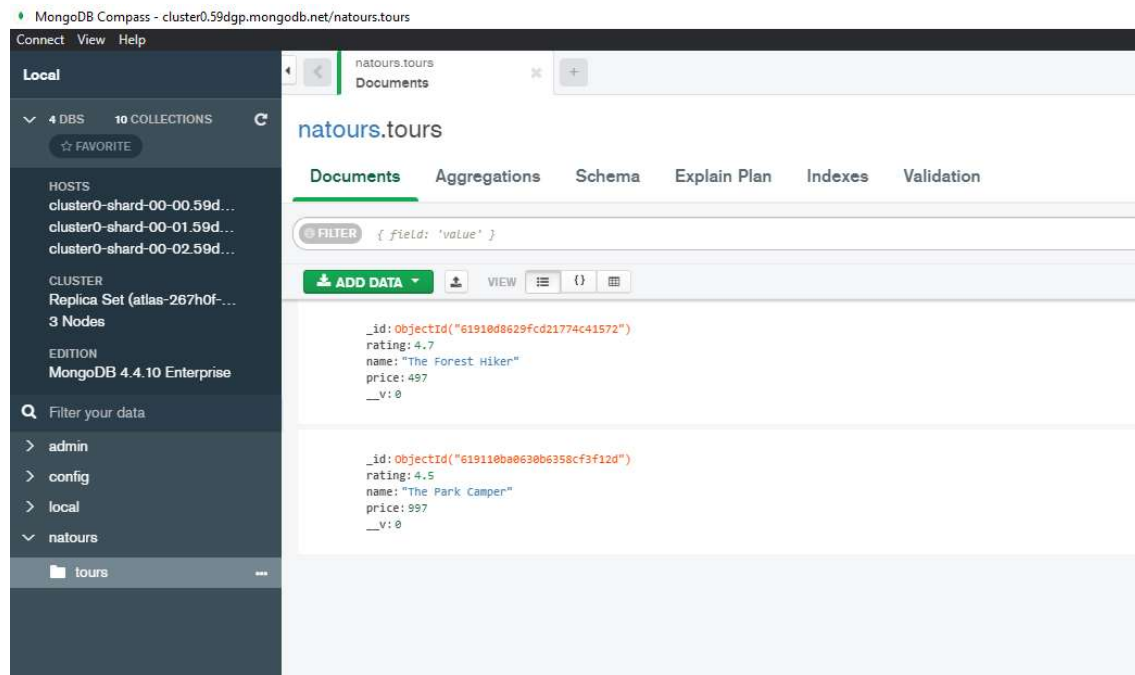 MongoDB Compass - cluster0.59dgp.mongodb.net/natours.tours
Connect View Help
Local
4 DBS 10 COLLECTIONS
FAVORITE
HOSTS
cluster0-shard-00-00.59d...
cluster0-shard-00-01.59d...
cluster0-shard-00-02.59d...
CLUSTER
Replica Set (atlas-267h0f-...
3 Nodes
EDITION
MongoDB 4.4.10 Enterprise
Filter your data
admin
config
local
natours
tours
natours.tours
Documents
natours.tours
Documents Aggregations Schema Explain Plan Indexes Validation
FILTER { field: 'value' }
ADD DATA VIEW
_id: ObjectId("61910d8629fcd21774c41572")
rating: 4.7
name: "The Forest Hiker"
price: 497
__v: 0
_id: ObjectId("619110ba0630b6358cf3f12d")
rating: 4.5
name: "The Park Camper"
price: 997
__v: 0